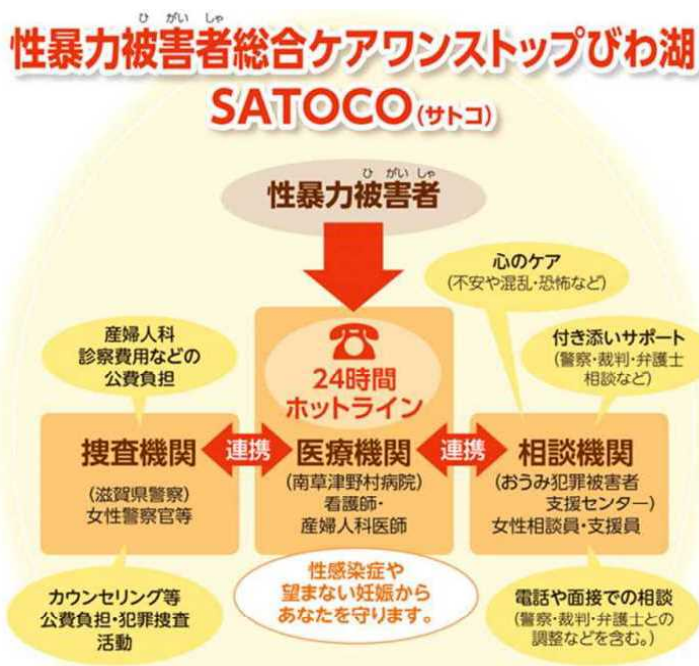 ひがいしゃ
性暴力被害者総合ケアワンストップびわ湖
SATOCO(サトコ)
ひがいしゃ
性暴力被害者
心のケア
(不安や混乱・恐怖など)
産婦人科
診察費用などの
公費負担
付き添いサポート
(警察・裁判・弁護士
相談など)
24時間
ホットライン
捜査機関
(滋賀県警察)
女性警察官等
連携
医療機関
(南草津野村病院)
看護師・
産婦人科医師
連携
相談機関
(おうみ犯罪被害者
支援センター)
女性相談員・支援員
カウンセリング等
公費負担・犯罪捜査
活動
性感染症や
望まない妊娠から
あなたを守ります。
電話や面接での相談
(警察・裁判・弁護士との
調整などを含む。)